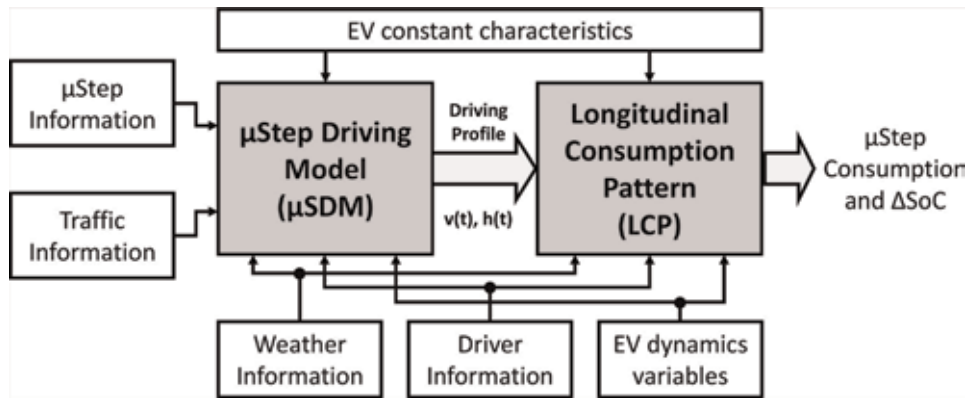 EV constant characteristics
µStep
Information
Traffic
Information
µStep Driving
Model
(µSDM)
Driving
Profile
v(t), h(t)
Longitudinal
Consumption
Pattern
(LCP)
µStep
Consumption
and ΔSoC
Weather
Information
Driver
Information
EV dynamics
variables